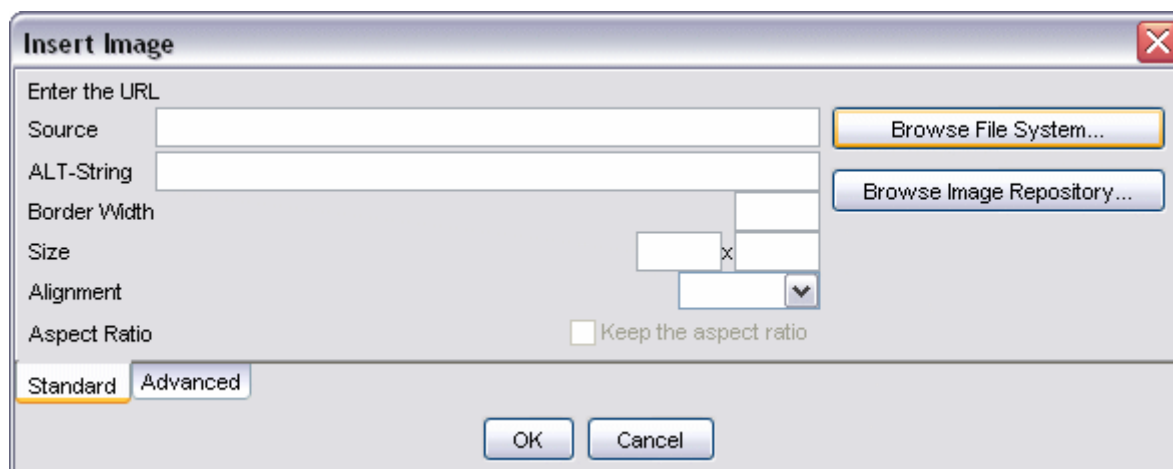 Insert Image
Enter the URL
Source
Browse File System...
ALT-String
Browse Image Repository...
Border Width
Size
x
Alignment
Aspect Ratio
Keep the aspect ratio
Standard
Advanced
OK
Cancel